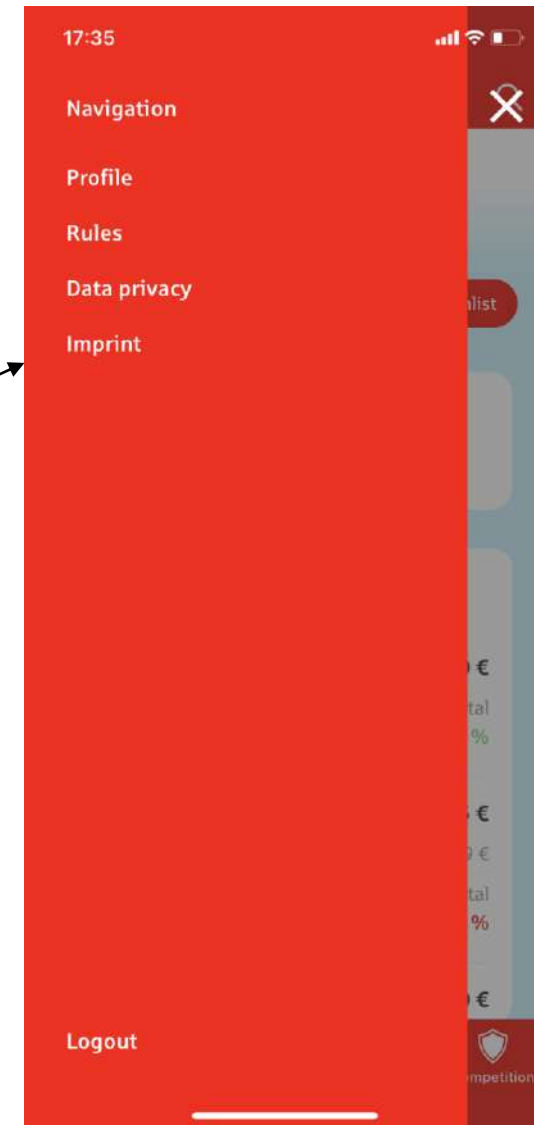 17:35
Navigation
Profile
Rules
Data privacy
Imprint
€
%
€
€
%
€
Logout